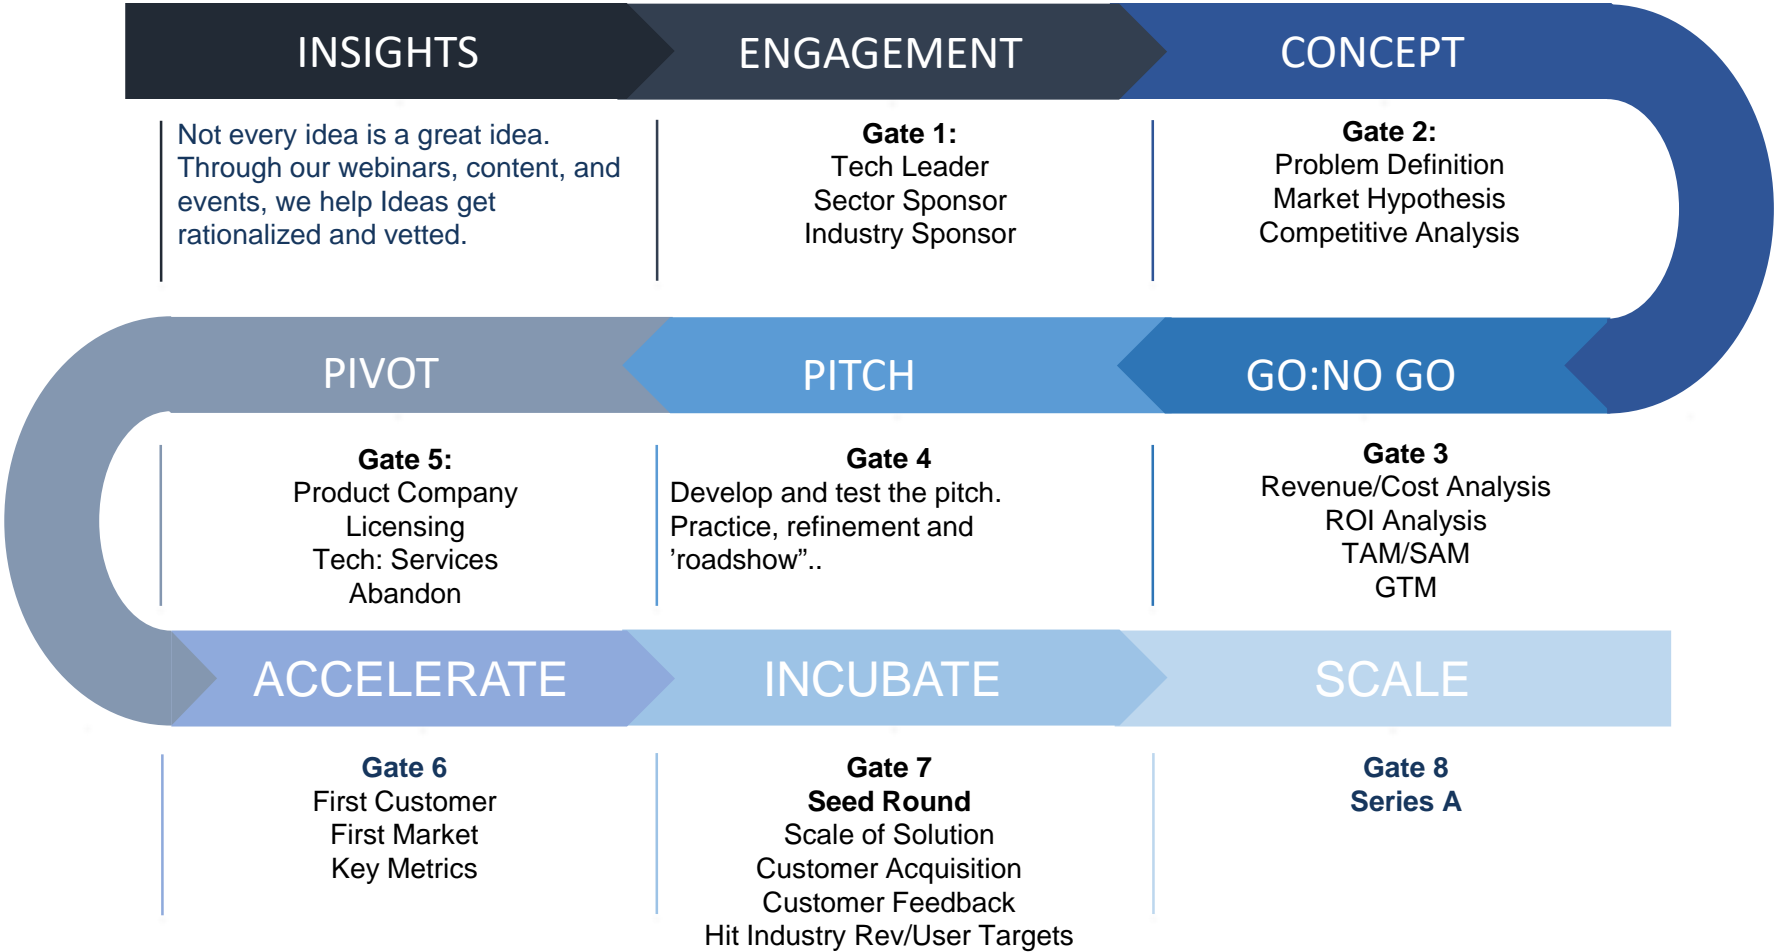 INSIGHTS
ENGAGEMENT
CONCEPT
Not every idea is a great idea.
Through our webinars, content, and
events, we help Ideas get
rationalized and vetted.
Gate 1:
Tech Leader
Sector Sponsor
Industry Sponsor
Gate 2:
Problem Definition
Market Hypothesis
Competitive Analysis
PIVOT
PITCH
GO:NO GO
Gate 5:
Product Company
Licensing
Tech: Services
Abandon
Gate 4
Develop and test the pitch.
Practice, refinement and
’roadshow”..
Gate 3
Revenue/Cost Analysis
ROI Analysis
TAM/SAM
GTM
ACCELERATE
INCUBATE
SCALE
Gate 6
First Customer
First Market
Key Metrics
Gate 7
Seed Round
Scale of Solution
Customer Acquisition
Customer Feedback
Hit Industry Rev/User Targets
Gate 8
Series A